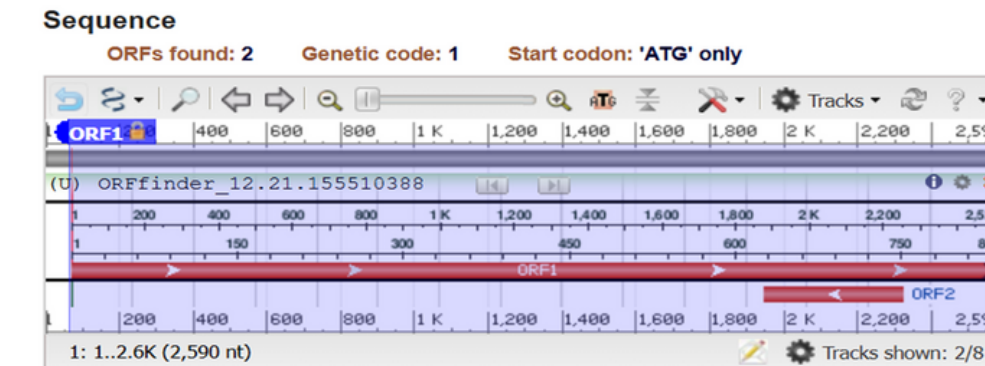 Sequence
ORFs found: 2 Genetic code: 1 Start codon: 'ATG' only
ATG Tracks ?
ORF1 400 600 800 1 K 1,200 1,400 1,600 1,800 2 K 2,200
(U) ORFfinder_12.21.155510388
1 200 400 600 800 1 K 1,200 1,400 1,600 1,800 2 K 2,200
1 150 300 450 600 750
ORF1
ORF2
200 400 600 800 1 K 1,200 1,400 1,600 1,800 2 K 2,200
1: 1..2.6K (2,590 nt) Tracks shown: 2/8